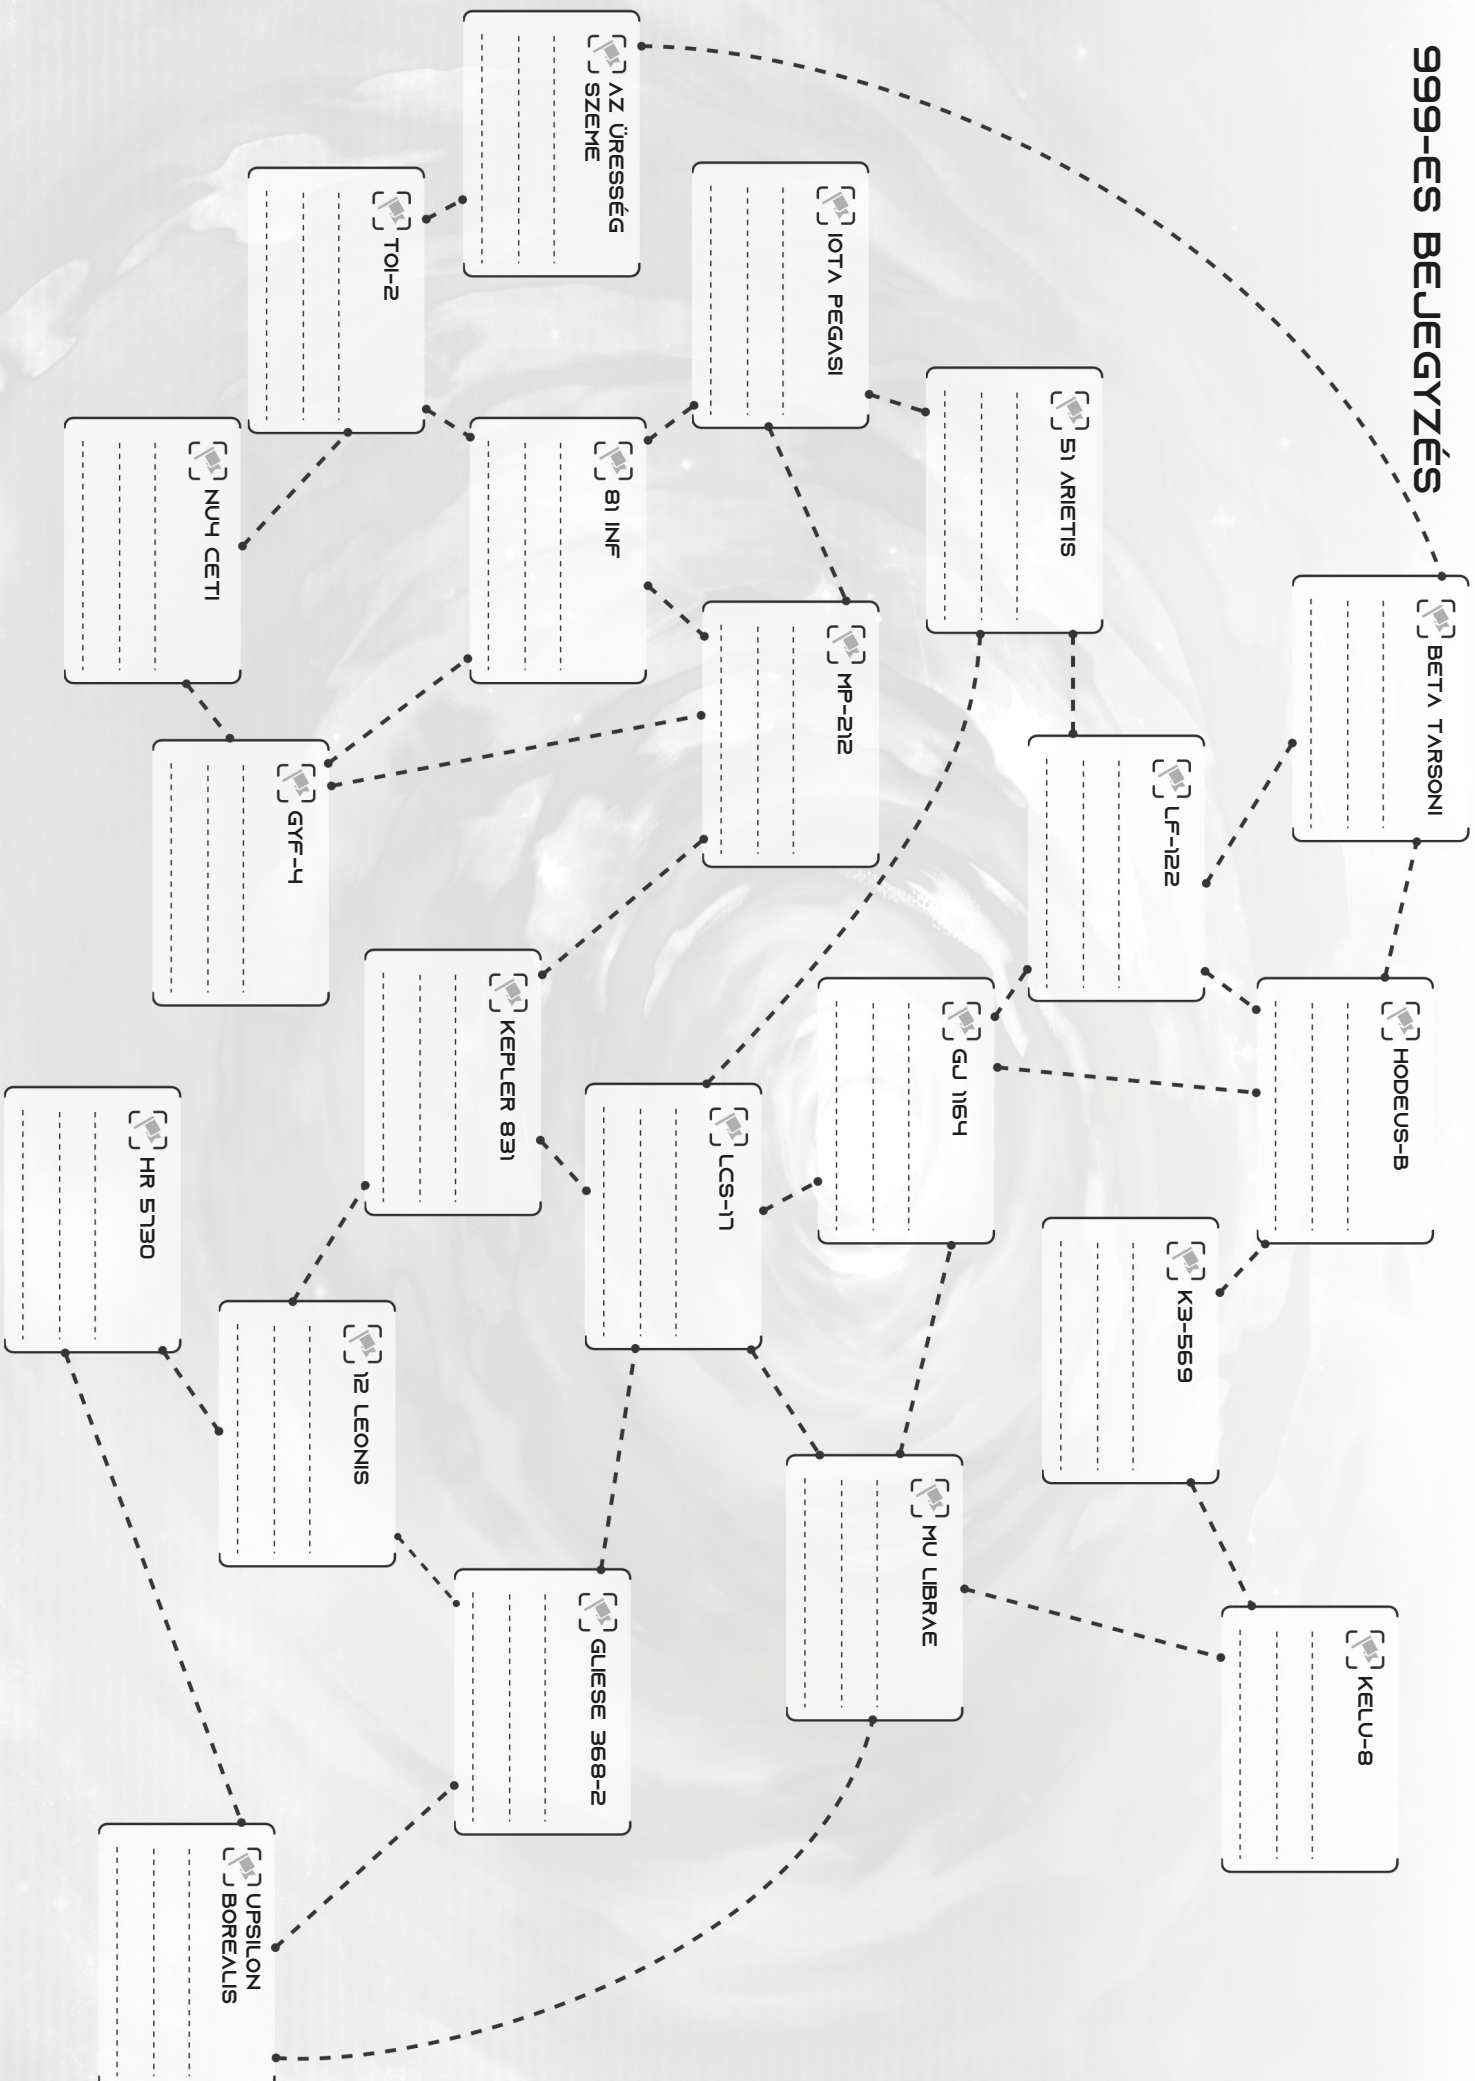 999-ES BEJEGYZÉS
BETA TARSONI
HODEUS-B
KELU-8
K3-569
LF-122
51 ARIETIS
GJ 1164
MU LIBRAE
IOTA PEGASI
MP-212
LCS-17
AZ ÜRESSÉG
SZEME
81 INF
GLIESE 368-2
KEPLER 831
TOI-2
12 LEONIS
GYF-4
UPSILON
BOREALIS
NU4 CETI
HR 5730